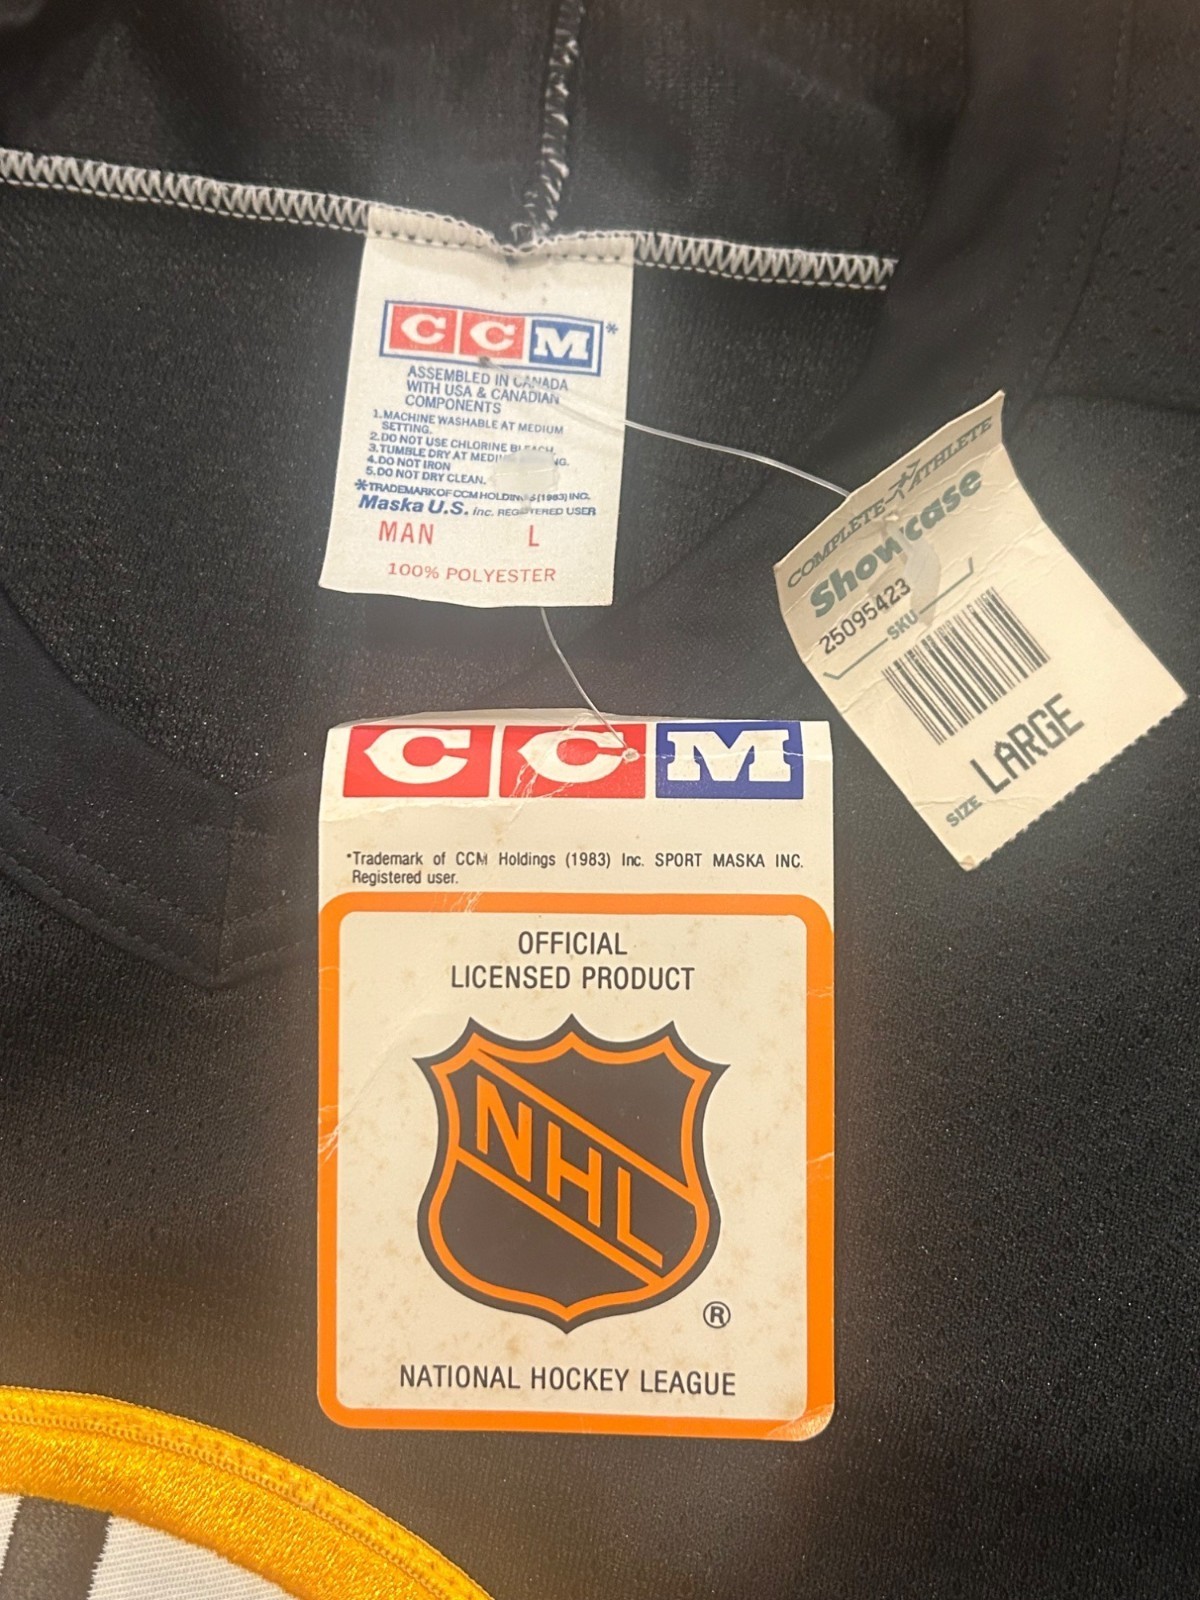 CCM*
ASSEMBLED IN CANADA
WITH USA & CANADIAN
COMPONENTS
1.MACHINE WASHABLE AT MEDIUM
SETTING.
2.DO NOT USE CHLORINE BLEACH.
3.TUMBLE DRY AT
4.DO NOT IRON
5.DO NOT DRY CLEAN.
*TRADEMARK OF CCM HOLDINGS (1983) INC.
Maska U.S. inc. REGISTERED USER
MAN L
100% POLYESTER
COMPLETE ATHLETE
Showcase
25095423
SKU
SIZE LARGE
CCM
*Trademark of CCM Holdings (1983) Inc. SPORT MASKA INC.
Registered user.
OFFICIAL
LICENSED PRODUCT
NHL
®
NATIONAL HOCKEY LEAGUE